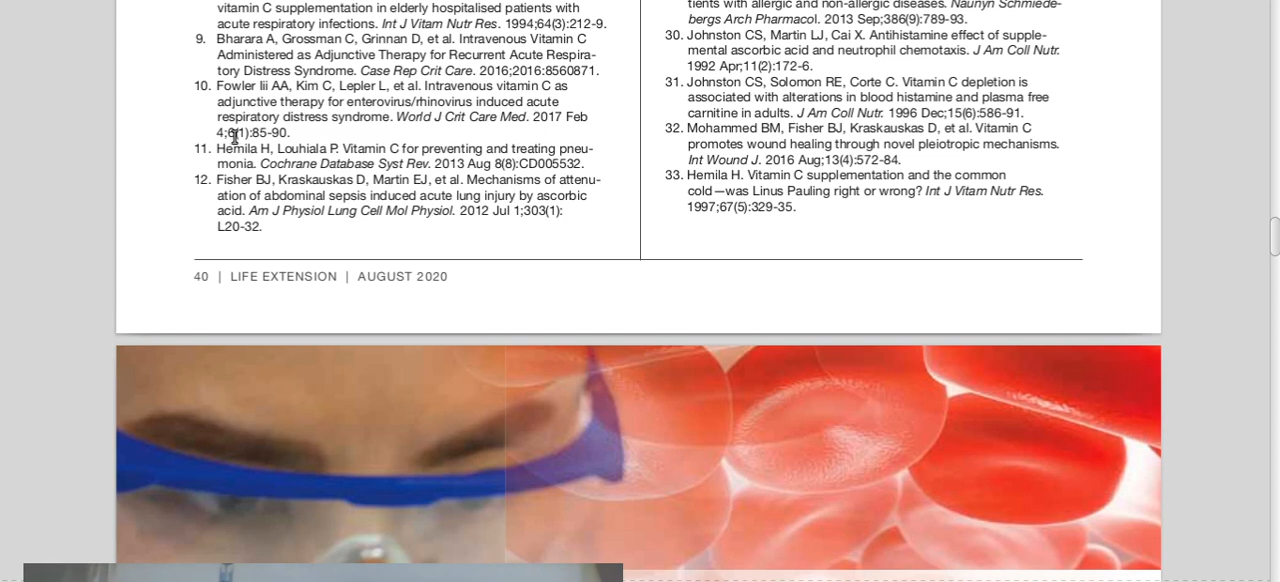 vitamin C supplementation in elderly hospitalised patients with
acute respiratory infections. Int J Vitam Nutr Res. 1994;64(3):212-9.
9. Bharara A, Grossman C, Grinnan D, et al. Intravenous Vitamin C
Administered as Adjunctive Therapy for Recurrent Acute Respira-
tory Distress Syndrome. Case Rep Crit Care. 2016;2016:8560871.
10. Fowler Iii AA, Kim C, Lepler L, et al. Intravenous vitamin C as
adjunctive therapy for enterovirus/rhinovirus induced acute
respiratory distress syndrome. World J Crit Care Med. 2017 Feb
4;6(1):85-90.
11. Hemila H, Louhiala P. Vitamin C for preventing and treating pneu-
monia. Cochrane Database Syst Rev. 2013 Aug 8(8):CD005532.
12. Fisher BJ, Kraskauskas D, Martin EJ, et al. Mechanisms of attenu-
ation of abdominal sepsis induced acute lung injury by ascorbic
acid. Am J Physiol Lung Cell Mol Physiol. 2012 Jul 1;303(1):
L20-32.
tients with allergic and non-allergic diseases. Naunyn Schmiede-
bergs Arch Pharmacol. 2013 Sep;386(9):789-93.
30. Johnston CS, Martin LJ, Cai X. Antihistamine effect of supple-
mental ascorbic acid and neutrophil chemotaxis. J Am Coll Nutr.
1992 Apr;11(2):172-6.
31. Johnston CS, Solomon RE, Corte C. Vitamin C depletion is
associated with alterations in blood histamine and plasma free
carnitine in adults. J Am Coll Nutr. 1996 Dec;15(6):586-91.
32. Mohammed BM, Fisher BJ, Kraskauskas D, et al. Vitamin C
promotes wound healing through novel pleiotropic mechanisms.
Int Wound J. 2016 Aug;13(4):572-84.
33. Hemila H. Vitamin C supplementation and the common
cold—was Linus Pauling right or wrong? Int J Vitam Nutr Res.
1997;67(5):329-35.
40 | LIFE EXTENSION | AUGUST 2020